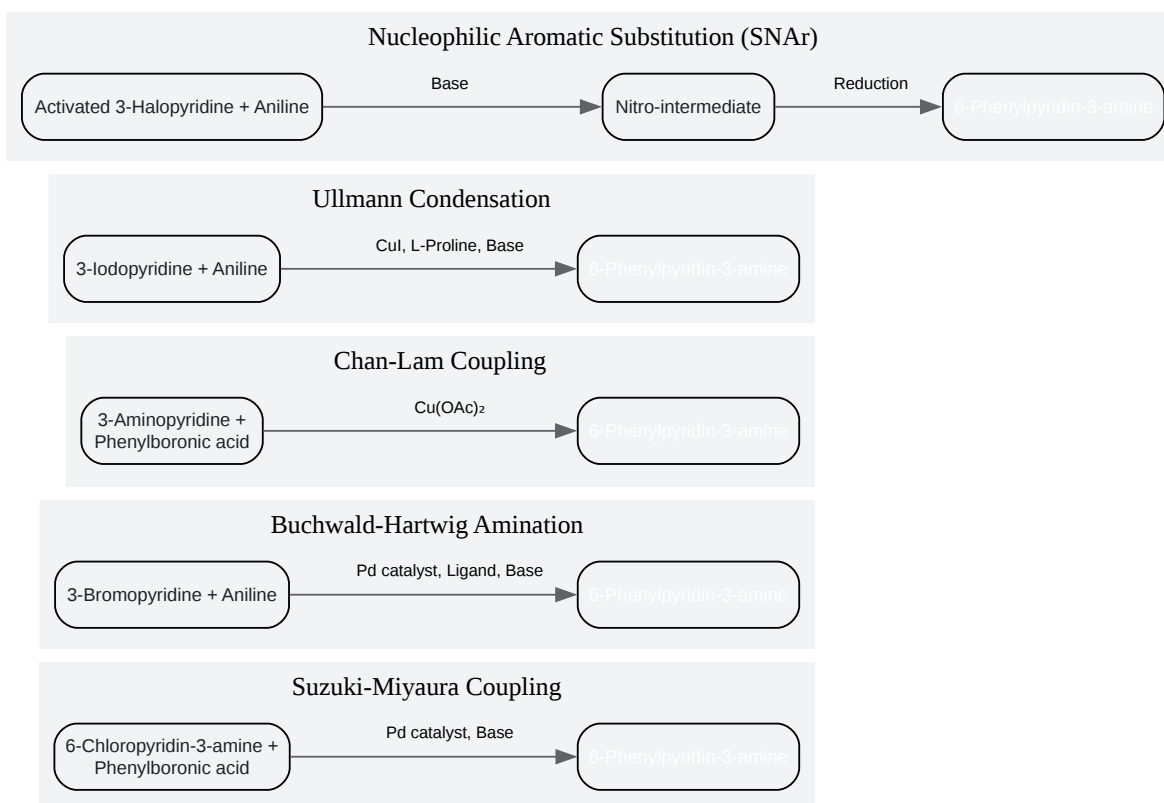 Nucleophilic Aromatic Substitution (SNAr)
Activated 3-Halopyridine + Aniline
Base
Nitro-intermediate
Reduction
6-Phenylpyridin-3-amine
Ullmann Condensation
3-Iodopyridine + Aniline
CuI, L-Proline, Base
6-Phenylpyridin-3-amine
Chan-Lam Coupling
3-Aminopyridine +
Phenylboronic acid
Cu(OAc)₂
6-Phenylpyridin-3-amine
Buchwald-Hartwig Amination
3-Bromopyridine + Aniline
Pd catalyst, Ligand, Base
6-Phenylpyridin-3-amine
Suzuki-Miyaura Coupling
6-Chloropyridin-3-amine +
Phenylboronic acid
Pd catalyst, Base
6-Phenylpyridin-3-amine